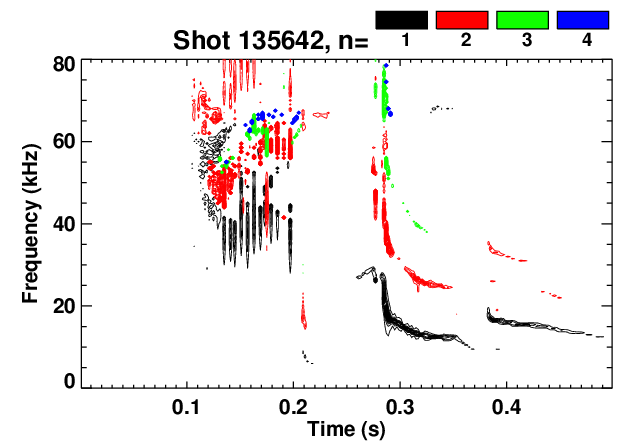 Shot 135642, n=
1 2 3 4
80
60
40
20
0
Frequency (kHz)
0.1 0.2 0.3 0.4
Time (s)